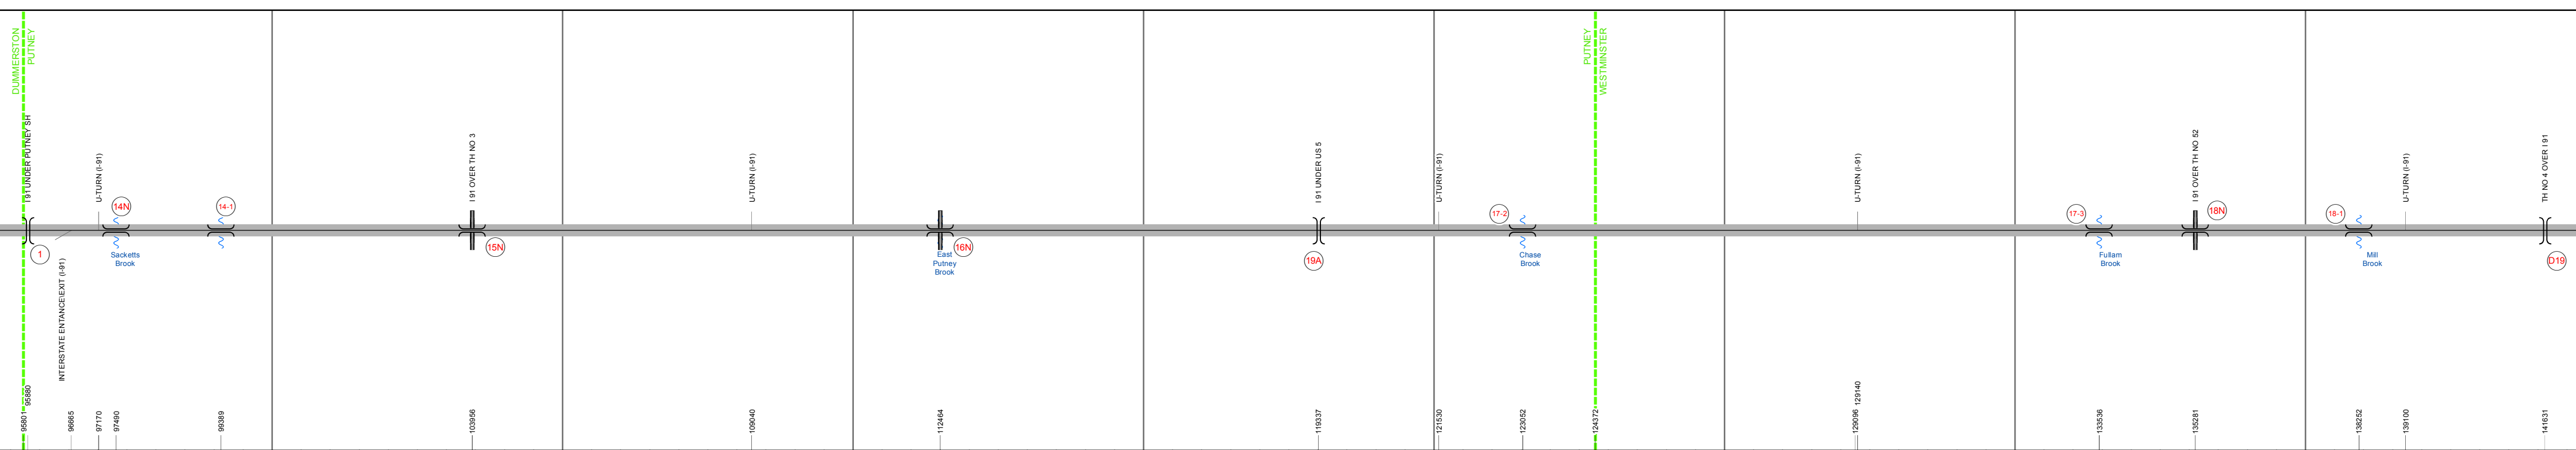 DUMMERSTON
PUTNEY
PUTNEY
WESTMINSTER
I 91 UNDER PUTNEY SH
U-TURN (I-91)
I 91 OVER TH NO 3
U-TURN (I-91)
I 91 UNDER US 5
U-TURN (I-91)
U-TURN (I-91)
I 91 OVER TH NO 52
U-TURN (I-91)
TH NO 4 OVER I 91
14N
14-1
17-2
17-3
18N
18-1
1
15N
16N
19A
D19
Sacketts
Brook
East
Putney
Brook
Chase
Brook
Fullam
Brook
Mill
Brook
INTERSTATE ENTANCE\EXIT (I-91)
95801
95880
96665
97170
97490
99389
103956
109040
112464
119337
121530
123052
124372
129096
129140
133536
135281
138252
139100
141631